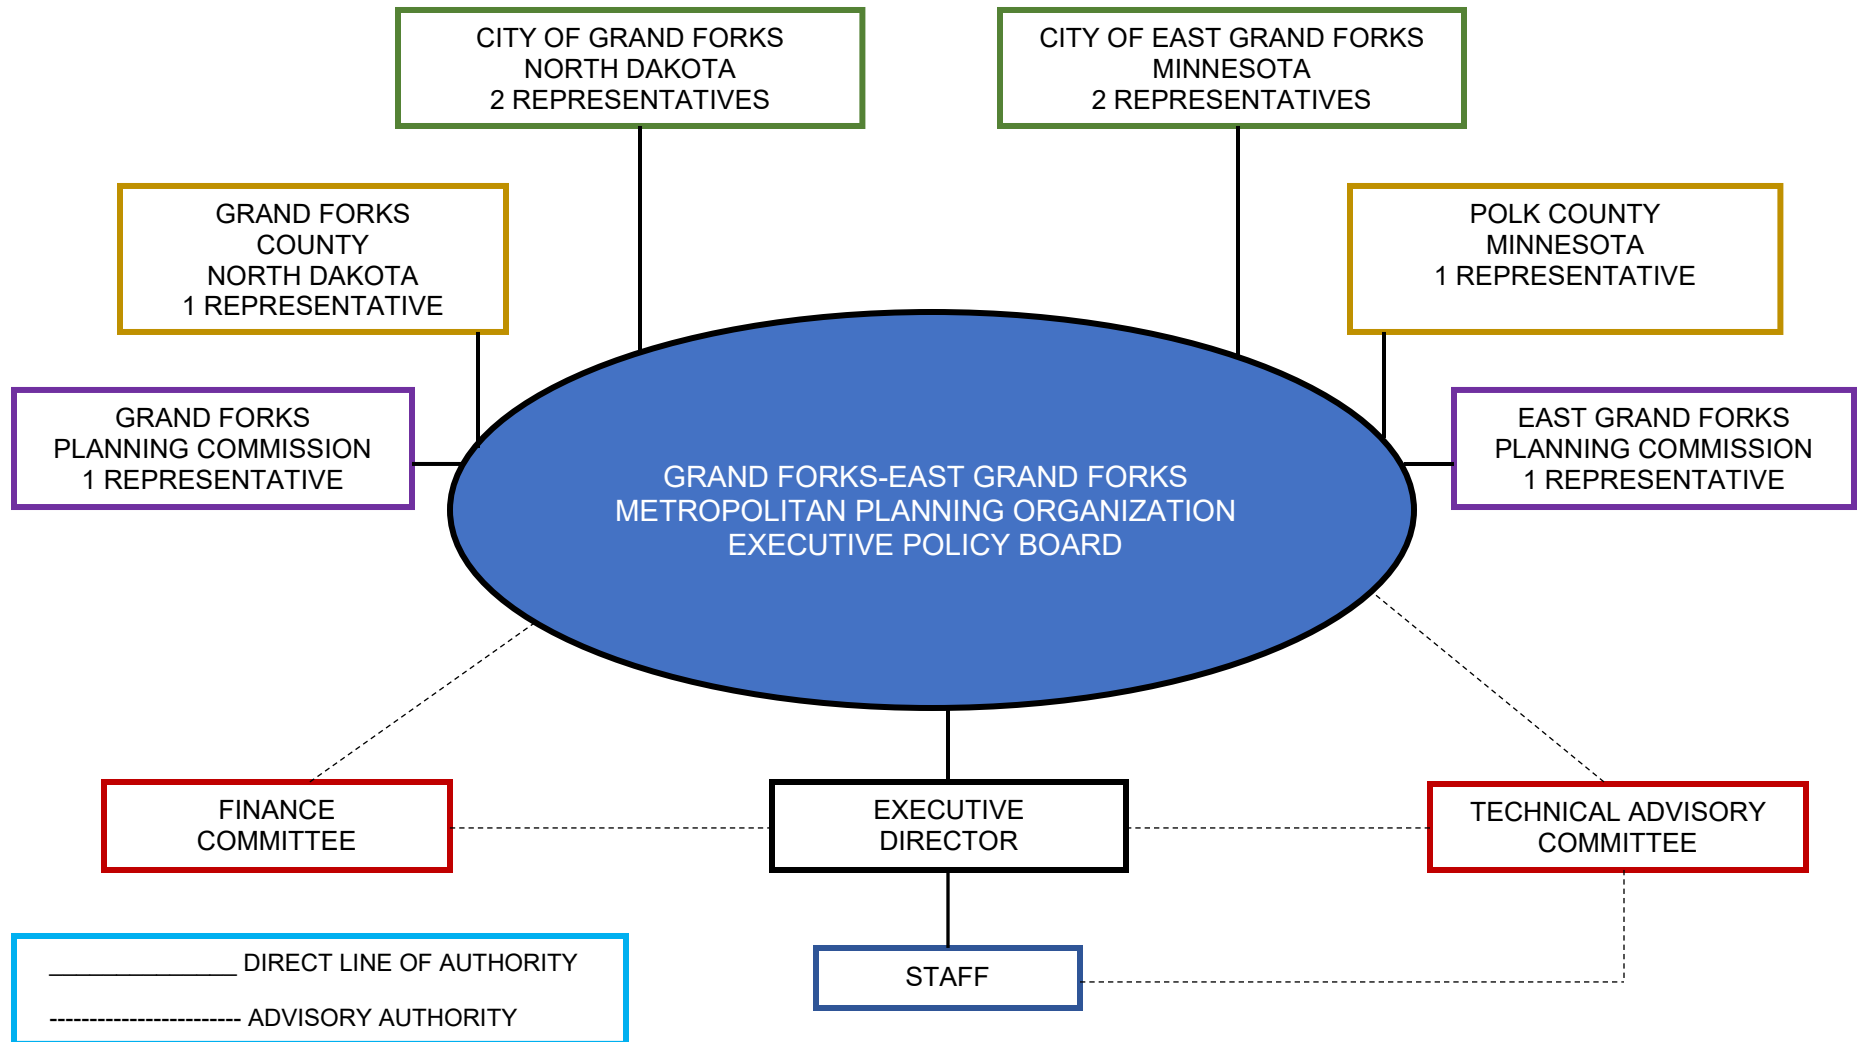 CITY OF GRAND FORKS
NORTH DAKOTA
2 REPRESENTATIVES
CITY OF EAST GRAND FORKS
MINNESOTA
2 REPRESENTATIVES
GRAND FORKS
COUNTY
NORTH DAKOTA
1 REPRESENTATIVE
POLK COUNTY
MINNESOTA
1 REPRESENTATIVE
GRAND FORKS
PLANNING COMMISSION
1 REPRESENTATIVE
EAST GRAND FORKS
PLANNING COMMISSION
1 REPRESENTATIVE
GRAND FORKS-EAST GRAND FORKS
METROPOLITAN PLANNING ORGANIZATION
EXECUTIVE POLICY BOARD
FINANCE
COMMITTEE
EXECUTIVE
DIRECTOR
TECHNICAL ADVISORY
COMMITTEE
STAFF
______________ DIRECT LINE OF AUTHORITY
------------------------ ADVISORY AUTHORITY